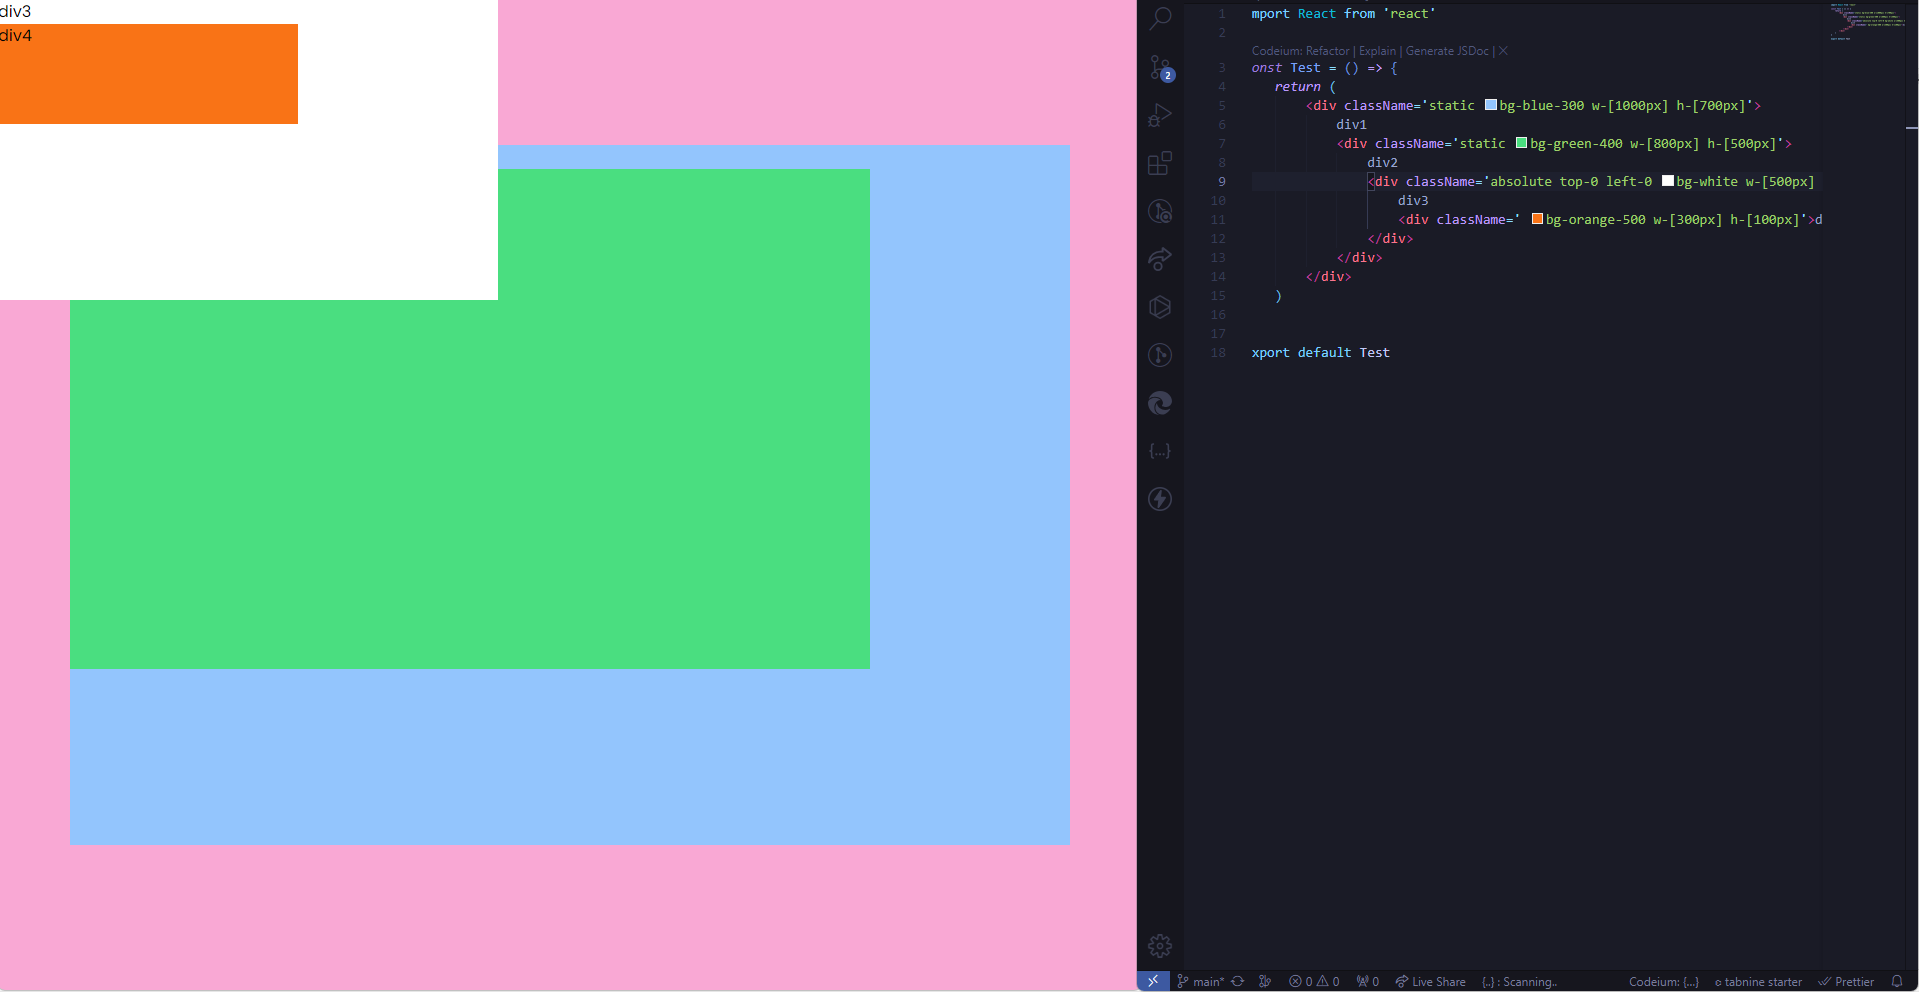 div3
div4
1 mport React from 'react'
2
Codeium: Refactor | Explain | Generate JSDoc | X
3 onst Test = () => {
4 return (
5 <div className='static bg-blue-300 w-[1000px] h-[700px]'>
6 div1
7 <div className='static bg-green-400 w-[800px] h-[500px]'>
8 div2
9 <div className='absolute top-0 left-0 bg-white w-[500px]
10 div3
11 <div className=' bg-orange-500 w-[300px] h-[100px]'>d
12 </div>
13 </div>
14 </div>
15 )
16
17
18 xport default Test
2
{...}
main* 0 0 0 Live Share {..} : Scanning.. Codeium: {...} tabnine starter Prettier